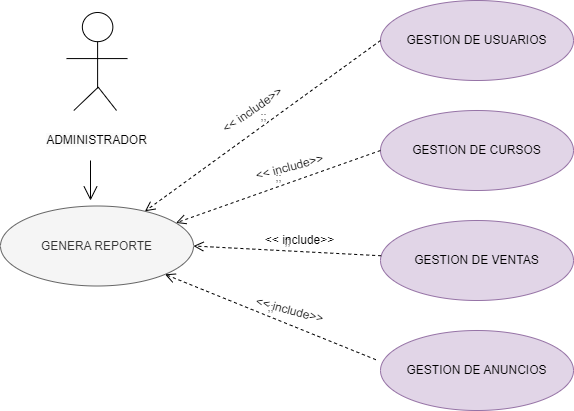 GESTION DE USUARIOS
<< include>>
ADMINISTRADOR
GESTION DE CURSOS
<< include>>
GENERA REPORTE
<< include>>
GESTION DE VENTAS
<< include>>
GESTION DE ANUNCIOS